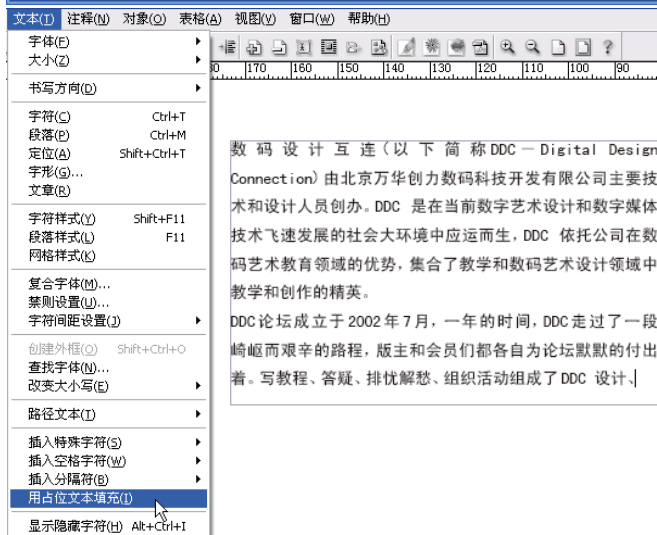 文本(T) 注释(N) 对象(O) 表格(A) 视图(V) 窗口(W) 帮助(H)
字体(F)
大小(Z)
书写方向(D)
字符(C) Ctrl+T
段落(P) Ctrl+M
定位(A) Shift+Ctrl+T
字形(G)...
文章(R)
字符样式(Y) Shift+F11
段落样式(L) F11
网格样式(K)
复合字体(M)...
禁则设置(U)...
字符间距设置(J)
创建外框(O) Shift+Ctrl+O
查找字体(N)...
改变大小写(E)
路径文本(T)
插入特殊字符(S)
插入空格字符(W)
插入分隔符(B)
用占位文本填充(I)
显示隐藏字符(H) Alt+Ctrl+I
170 160 150 140 130 120 110 100 90
数码设计互连(以下简称DDC－Digital Design
Connection)由北京万华创力数码科技开发有限公司主要技
术和设计人员创办。DDC 是在当前数字艺术设计和数字媒体
技术飞速发展的社会大环境中应运而生，DDC 依托公司在数
码艺术教育领域的优势，集合了教学和数码艺术设计领域中
教学和创作的精英。
DDC论坛成立于2002年7月，一年的时间，DDC走过了一段
崎岖而艰辛的路程，版主和会员们都各自为论坛默默的付出
着。写教程、答疑、排忧解愁、组织活动组成了DDC 设计、